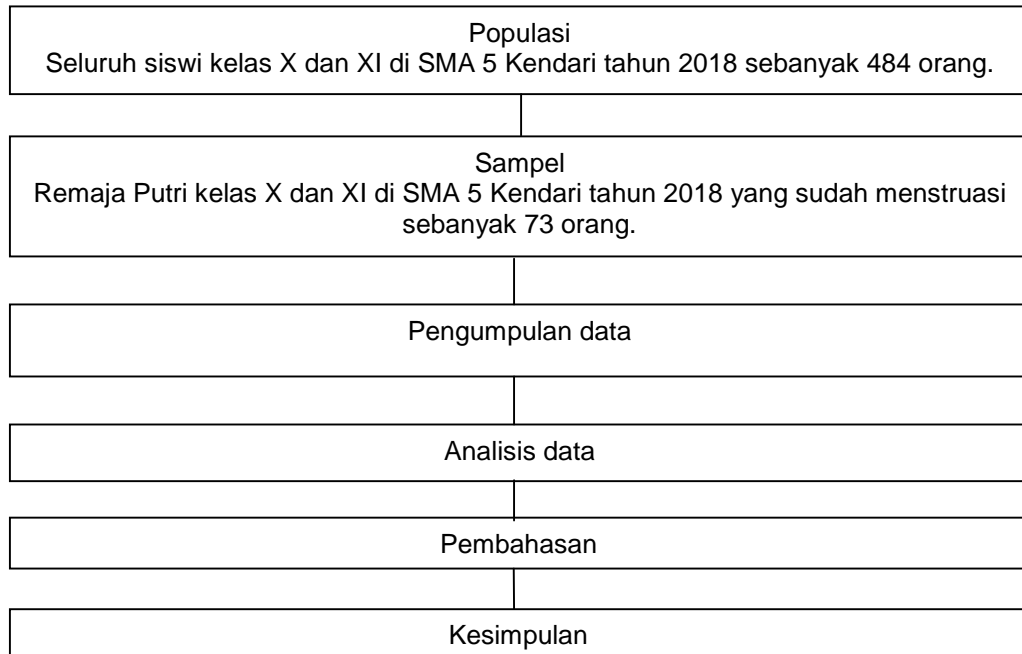 Populasi
Seluruh siswi kelas X dan XI di SMA 5 Kendari tahun 2018 sebanyak 484 orang.
Sampel
Remaja Putri kelas X dan XI di SMA 5 Kendari tahun 2018 yang sudah menstruasi
sebanyak 73 orang.
Pengumpulan data
Analisis data
Pembahasan
Kesimpulan